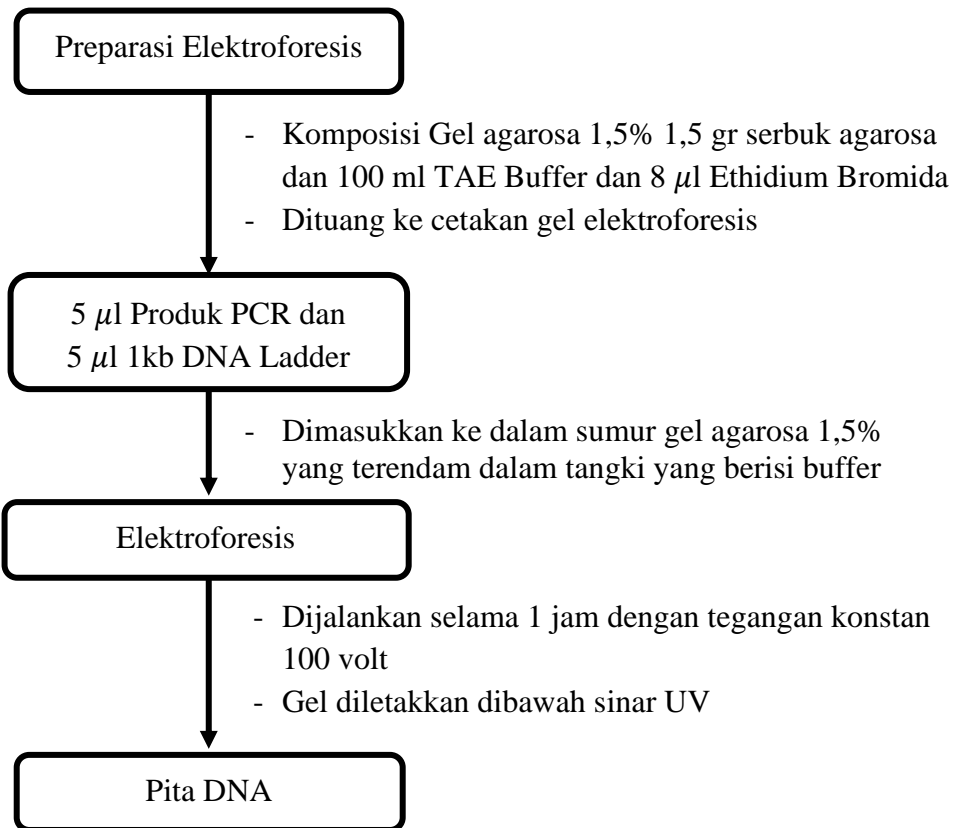 Preparasi Elektroforesis
- Komposisi Gel agarosa 1,5% 1,5 gr serbuk agarosa
dan 100 ml TAE Buffer dan 8 𝜇l Ethidium Bromida
- Dituang ke cetakan gel elektroforesis
5 𝜇l Produk PCR dan
5 𝜇l 1kb DNA Ladder
- Dimasukkan ke dalam sumur gel agarosa 1,5%
yang terendam dalam tangki yang berisi buffer
Elektroforesis
- Dijalankan selama 1 jam dengan tegangan konstan
100 volt
- Gel diletakkan dibawah sinar UV
Pita DNA